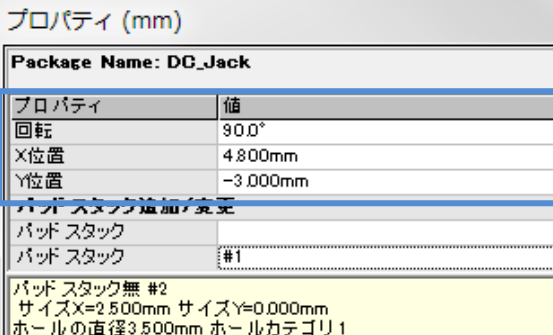 プロパティ (mm)
Package Name: DC_Jack
プロパティ 値
回転 90.0°
X位置 4.800mm
Y位置 -3.000mm
パッド スタック追加/変更
パッド スタック
パッド スタック #1
パッド スタック無 #2
サイズX=2.500mm サイズY=0.000mm
ホールの直径3.500mm ホールカテゴリ1